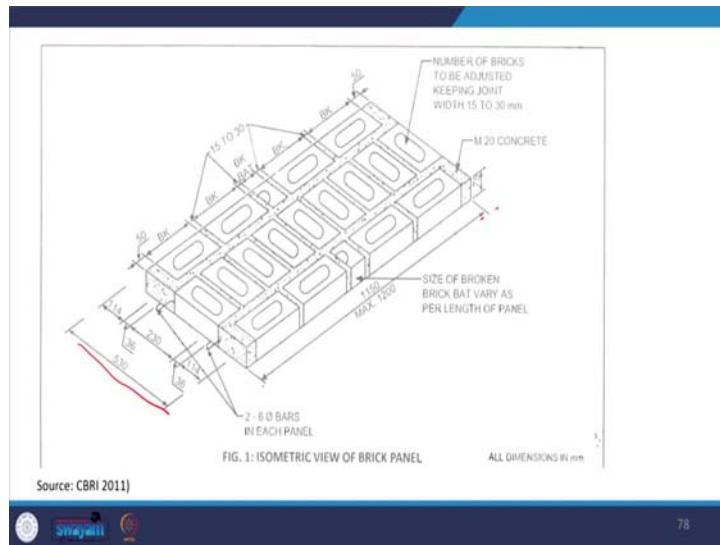 NUMBER OF BRICKS
TO BE ADJUSTED
KEEPING JOINT
WIDTH 15 TO 30 mm
M 20 CONCRETE
50
BK
BK
15 TO 30
BK
BAT
BK
BK
50
SIZE OF BROKEN
BRICK BAT VARY AS
PER LENGTH OF PANEL
1150
MAX. 1200
114
36
230
36
114
530
2 - 6 Ø BARS
IN EACH PANEL
FIG. 1: ISOMETRIC VIEW OF BRICK PANEL
ALL DIMENSIONS IN mm
Source: CBRI 2011)
swayam
78